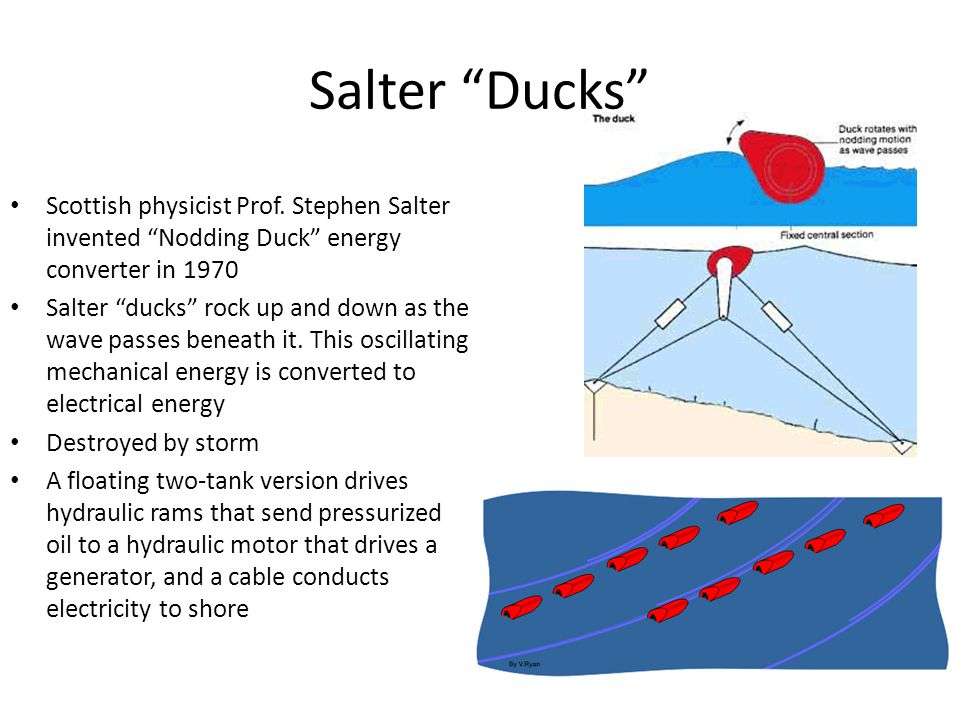 Salter “Ducks”
• Scottish physicist Prof. Stephen Salter
invented “Nodding Duck” energy
converter in 1970
• Salter “ducks” rock up and down as the
wave passes beneath it. This oscillating
mechanical energy is converted to
electrical energy
• Destroyed by storm
• A floating two-tank version drives
hydraulic rams that send pressurized
oil to a hydraulic motor that drives a
generator, and a cable conducts
electricity to shore
The duck
Duck rotates with
nodding motion
as wave passes
Fixed central section
By V.Ryan